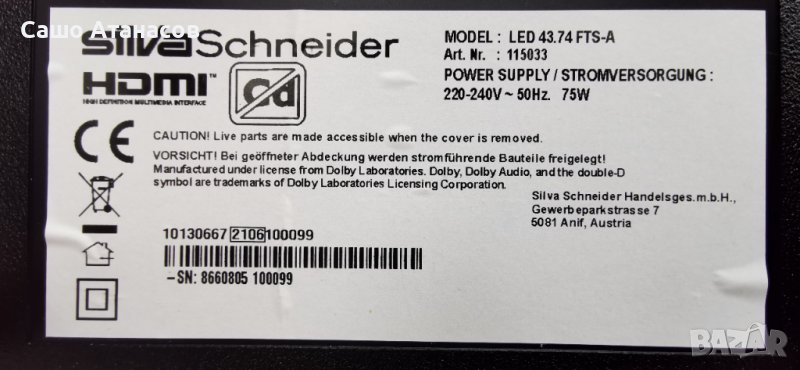 Сашо Атанасов
silvaSchneider
HDMI™
HIGH DEFINITION MULTIMEDIA INTERFACE
Cd
MODEL : LED 43.74 FTS-A
Art. Nr. : 115033
POWER SUPPLY / STROMVERSORGUNG :
220-240V ~ 50Hz. 75W
CE
CAUTION! Live parts are made accessible when the cover is removed.
VORSICHT! Bei geöffneter Abdeckung werden stromführende Bauteile freigelegt!
Manufactured under license from Dolby Laboratories. Dolby, Dolby Audio, and the double-D
symbol are trademarks of Dolby Laboratories Licensing Corporation.
Silva Schneider Handelsges.m.b.H.,
Gewerbeparkstrasse 7
5081 Anif, Austria
10130667 2106 100099
-SN: 8660805 100099
BAZAR